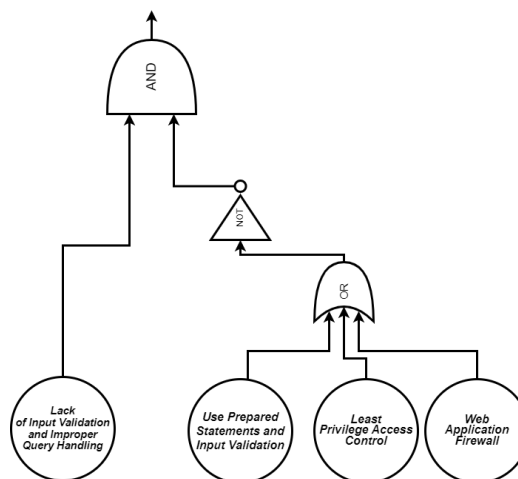 AND
NOT
OR
Lack
of Input Validation
and Improper
Query Handling
Use Prepared
Statements and
Input Validation
Least
Privilege Access
Control
Web
Application
Firewall